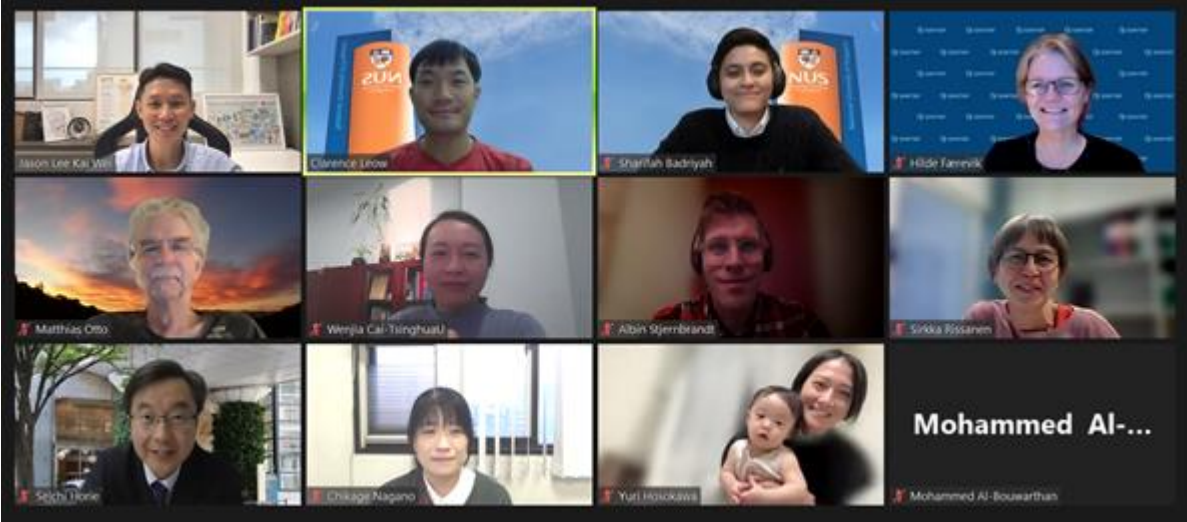 Jason Lee Kai Wei
Clarence Leow
Sharifah Badriyah
Hilde Færevik
NUS
NUS
Matthias Otto
Wenjia Cai-TsinghuaU
Albin Stjernbrandt
Sirkka Rissanen
Seichi Horie
Chikage Nagano
Yuri Hosokawa
Mohammed Al-...
Mohammed Al-Bouwarthan